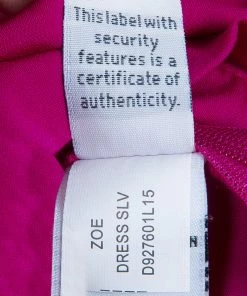 This label with
security
features is a
certificate of
authenticity.
ZOE
DRESS SLV
D927601L15